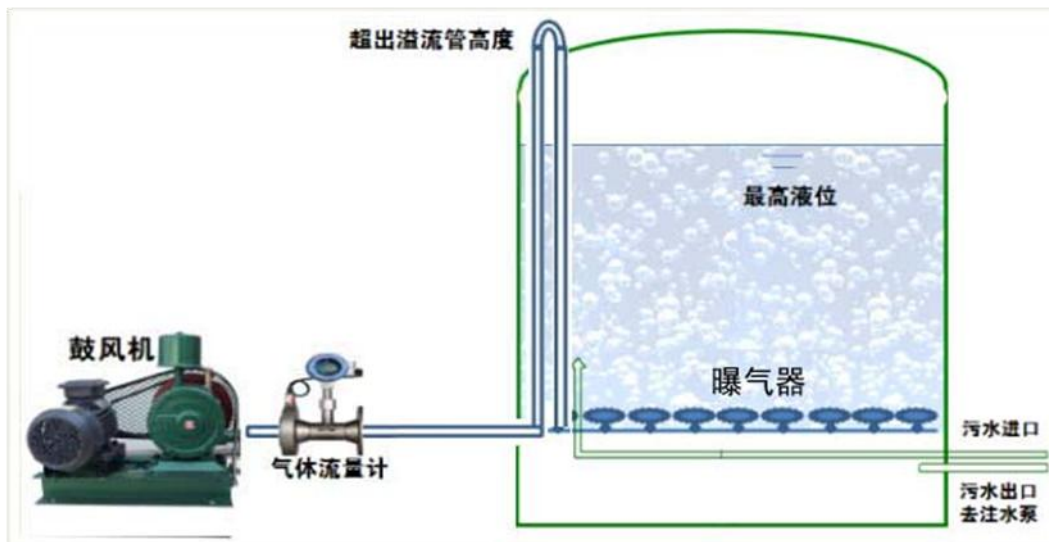 超出溢流管高度
最高液位
鼓风机
曝气器
气体流量计
污水进口
污水出口
去注水泵